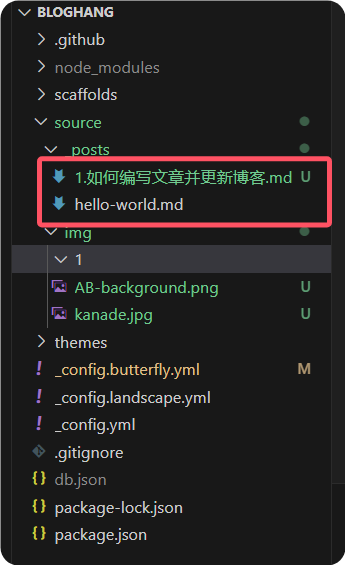 BLOGHANG
.github
node_modules
scaffolds
source
_posts
1.如何编写文章并更新博客.md U
hello-world.md
img
1
AB-background.png U
kanade.jpg U
themes
! _config.butterfly.yml M
! _config.landscape.yml
! _config.yml
.gitignore
{} db.json
{} package-lock.json
{} package.json